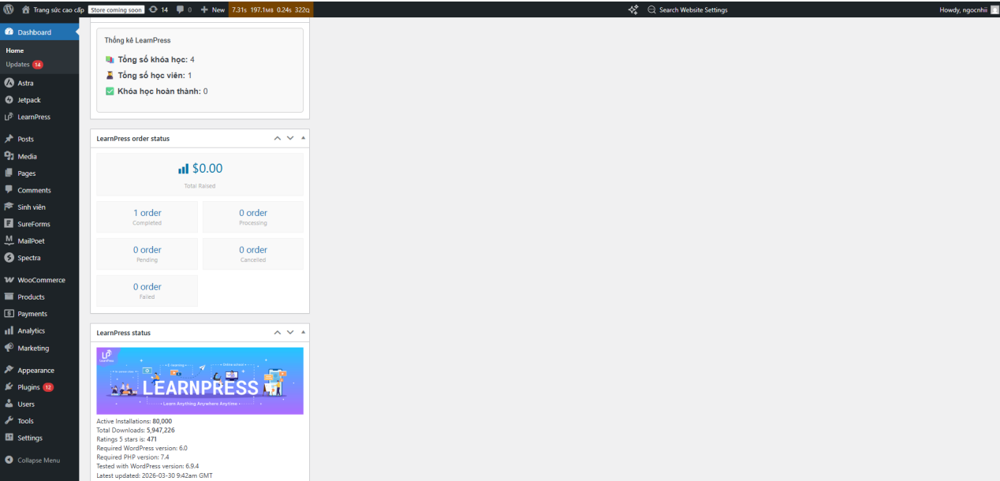 Trang sức cao cấp Store coming soon 14 0 New 7.31s 197.1MB 0.24s 322Q Search Website Settings Howdy, ngocnhii
Dashboard
Home
Updates 14
Astra
Jetpack
LearnPress
Posts
Media
Pages
Comments
Sinh viên
SureForms
MailPoet
Spectra
WooCommerce
Products
Payments
Analytics
Marketing
Appearance
Plugins 12
Users
Tools
Settings
Collapse Menu
Thống kê LearnPress
Tổng số khóa học: 4
Tổng số học viên: 1
Khóa học hoàn thành: 0
LearnPress order status
$0.00
Total Raised
1 order
Completed
0 order
Processing
0 order
Pending
0 order
Cancelled
0 order
Failed
LearnPress status
LP
LearnPress
E-learning
Online school
LEARNPRESS
Learn Anything Anywhere Anytime
Active Installations: 80,000
Total Downloads: 5,947,226
Ratings 5 stars is: 471
Required WordPress version: 6.0
Required PHP version: 7.4
Tested with WordPress version: 6.9.4
Latest updated: 2026-03-30 9:42am GMT